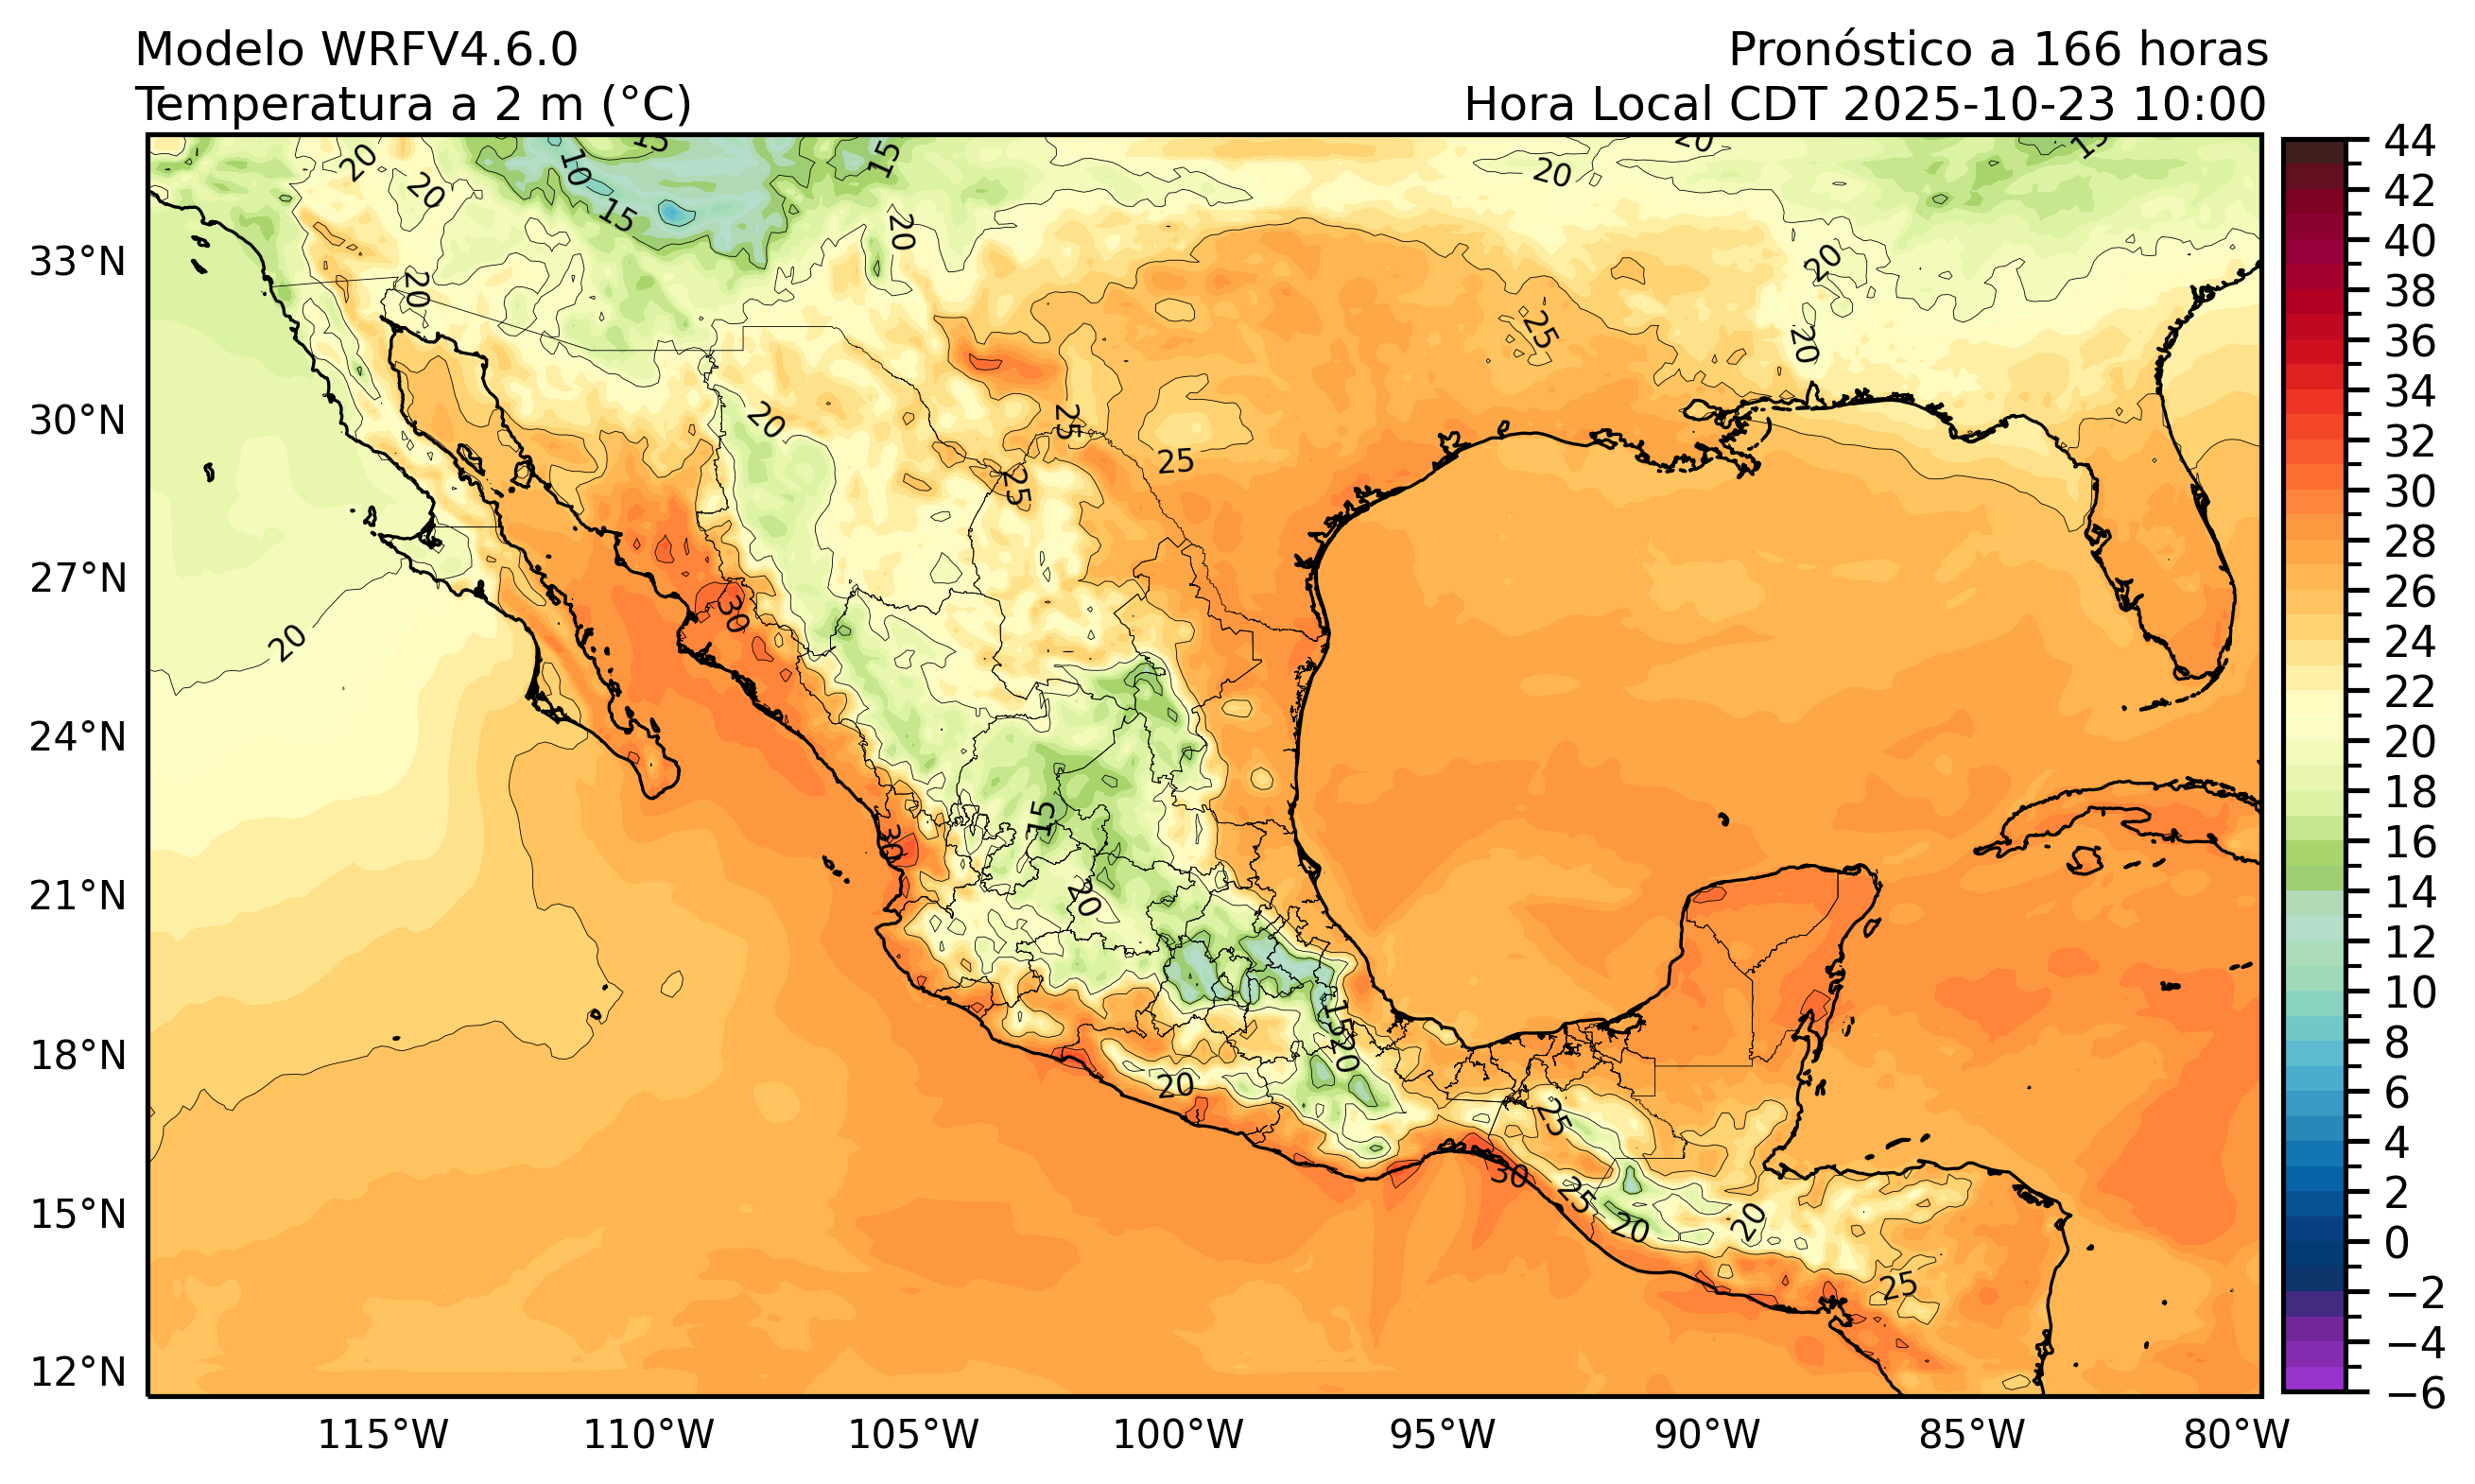 Modelo WRFV4.6.0
Pronóstico a 166 horas
Temperatura a 2 m (°C)
Hora Local CDT 2025-10-23 10:00
33°N
30°N
27°N
24°N
21°N
18°N
15°N
12°N
115°W
110°W
105°W
100°W
95°W
90°W
85°W
80°W
44
42
40
38
36
34
32
30
28
26
24
22
20
18
16
14
12
10
8
6
4
2
0
−2
−4
−6
20
20
10
15
15
15
20
20
20
15
20
20
25
20
20
25
25
25
20
30
30
15
20
15
20
20
25
30
25
20
20
25